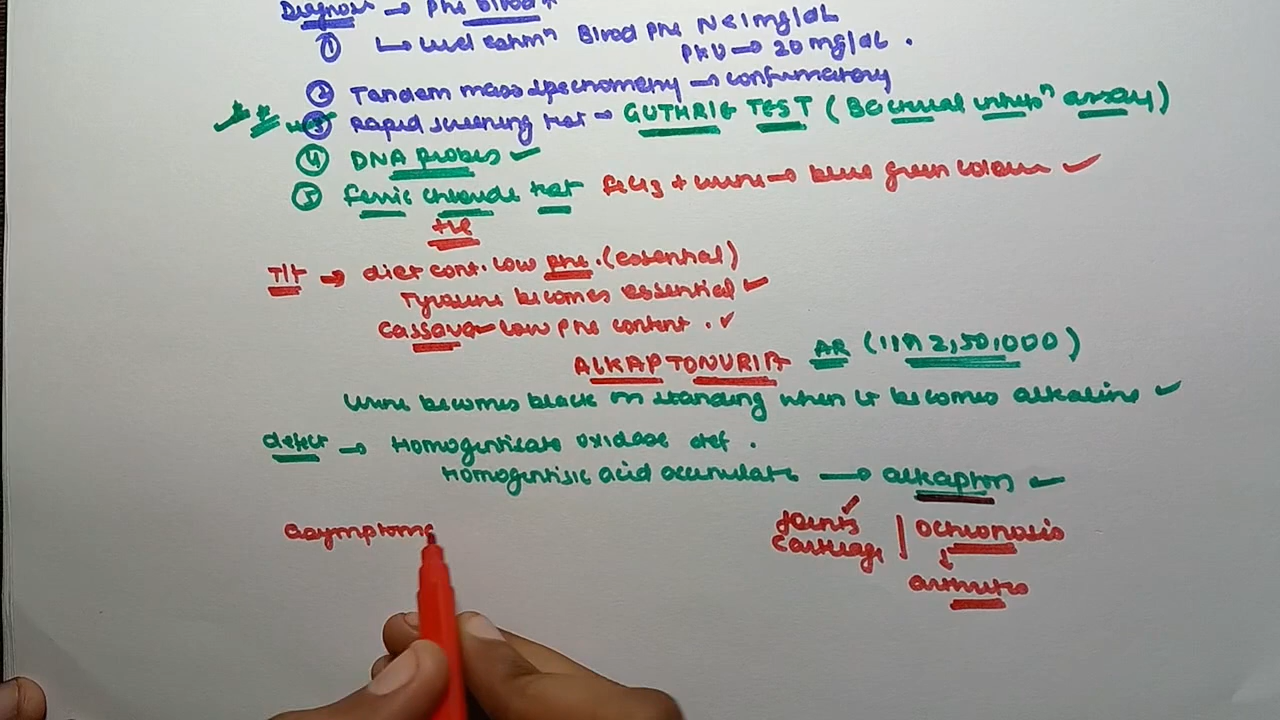 Diagnosis → Phe blood ↑
① ↳ level estimn Blood Phe N<1mg/dL
PKU → 20 mg/dL.
② Tandem mass spectrometry → confirmatory
③ Rapid screening test → GUTHRIE TEST (Bacterial inhibn assay)
④ DNA probes ✓
⑤ Ferric chloride test FeCl3 + urine → blue green colour ✓
+ve
T/t → diet cont. low phe. (essential)
Tyrosine becomes essential ✓
Cassava – low phe content. ✓
ALKAPTONURIA AR (1 in 2,50,000)
Urine becomes black on standing when it becomes alkaline ✓
defect → Homogentisate oxidase def.
Homogentisic acid accumulate → alkapton ✓
Joints
Cartilage | Ochronosis
↓
arthritis
asymptoma